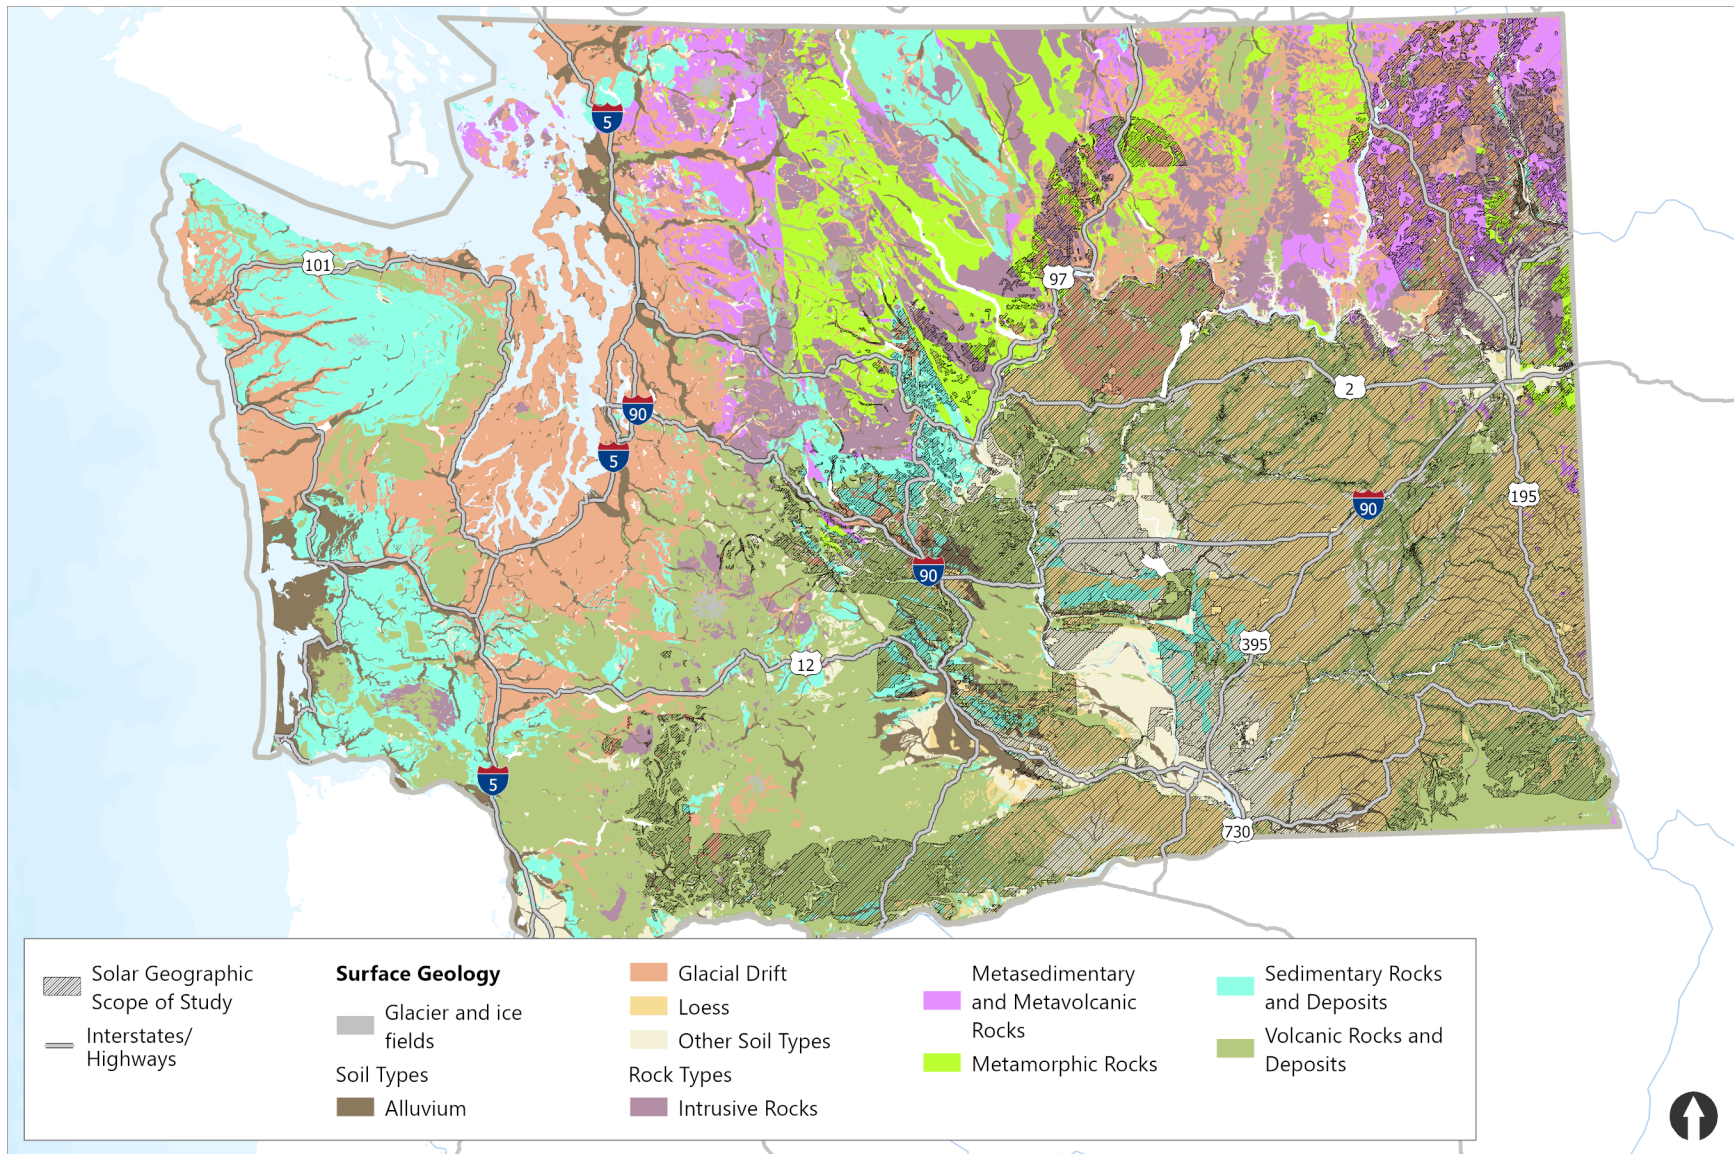 5
101
97
2
90
5
90
195
90
395
12
5
730
Solar Geographic
Scope of Study
Interstates/
Highways
Surface Geology
Glacier and ice
fields
Soil Types
Alluvium
Glacial Drift
Loess
Other Soil Types
Rock Types
Intrusive Rocks
Metasedimentary
and Metavolcanic
Rocks
Metamorphic Rocks
Sedimentary Rocks
and Deposits
Volcanic Rocks and
Deposits